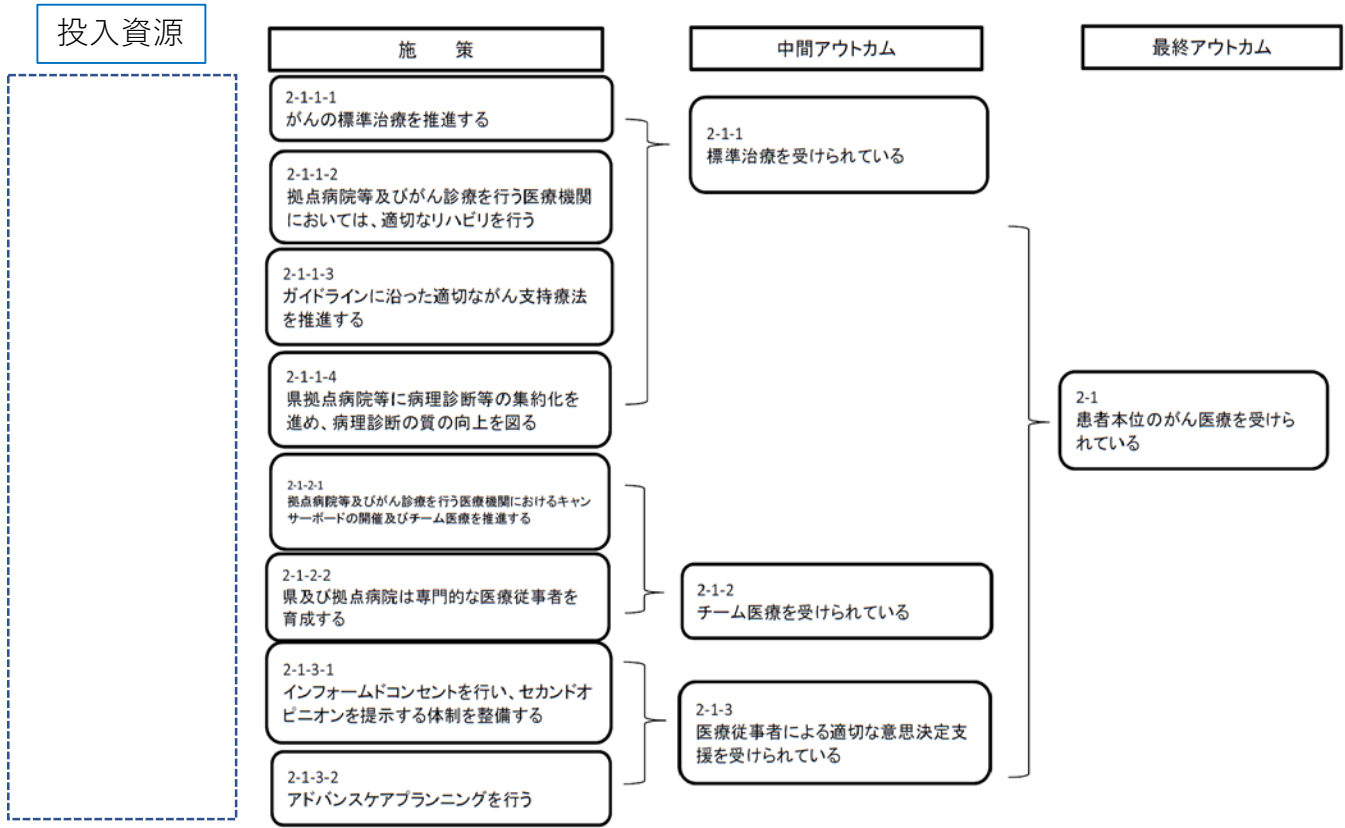 投入資源
施　策
2-1-1-1
がんの標準治療を推進する
2-1-1-2
拠点病院等及びがん診療を行う医療機関
においては、適切なリハビリを行う
2-1-1-3
ガイドラインに沿った適切ながん支持療法
を推進する
2-1-1-4
県拠点病院等に病理診断等の集約化を
進め、病理診断の質の向上を図る
2-1-2-1
拠点病院等及びがん診療を行う医療機関におけるキャン
サーボードの開催及びチーム医療を推進する
2-1-2-2
県及び拠点病院は専門的な医療従事者を
育成する
2-1-3-1
インフォームドコンセントを行い、セカンドオ
ピニオンを提示する体制を整備する
2-1-3-2
アドバンスケアプランニングを行う
中間アウトカム
2-1-1
標準治療を受けられている
2-1-2
チーム医療を受けられている
2-1-3
医療従事者による適切な意思決定支
援を受けられている
最終アウトカム
2-1
患者本位のがん医療を受けら
れている